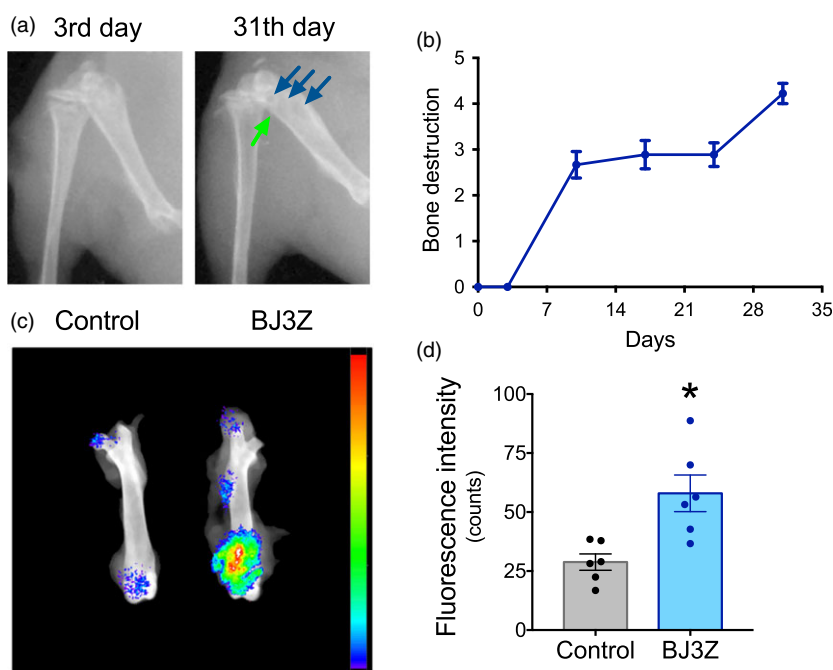 (a) 3rd day 31th day
(b)
5
4
3
2
1
0
Bone destruction
0 7 14 21 28 35
Days
(c) Control BJ3Z
(d)
100
75
50
25
0
Fluorescence intensity
(counts)
*
Control BJ3Z